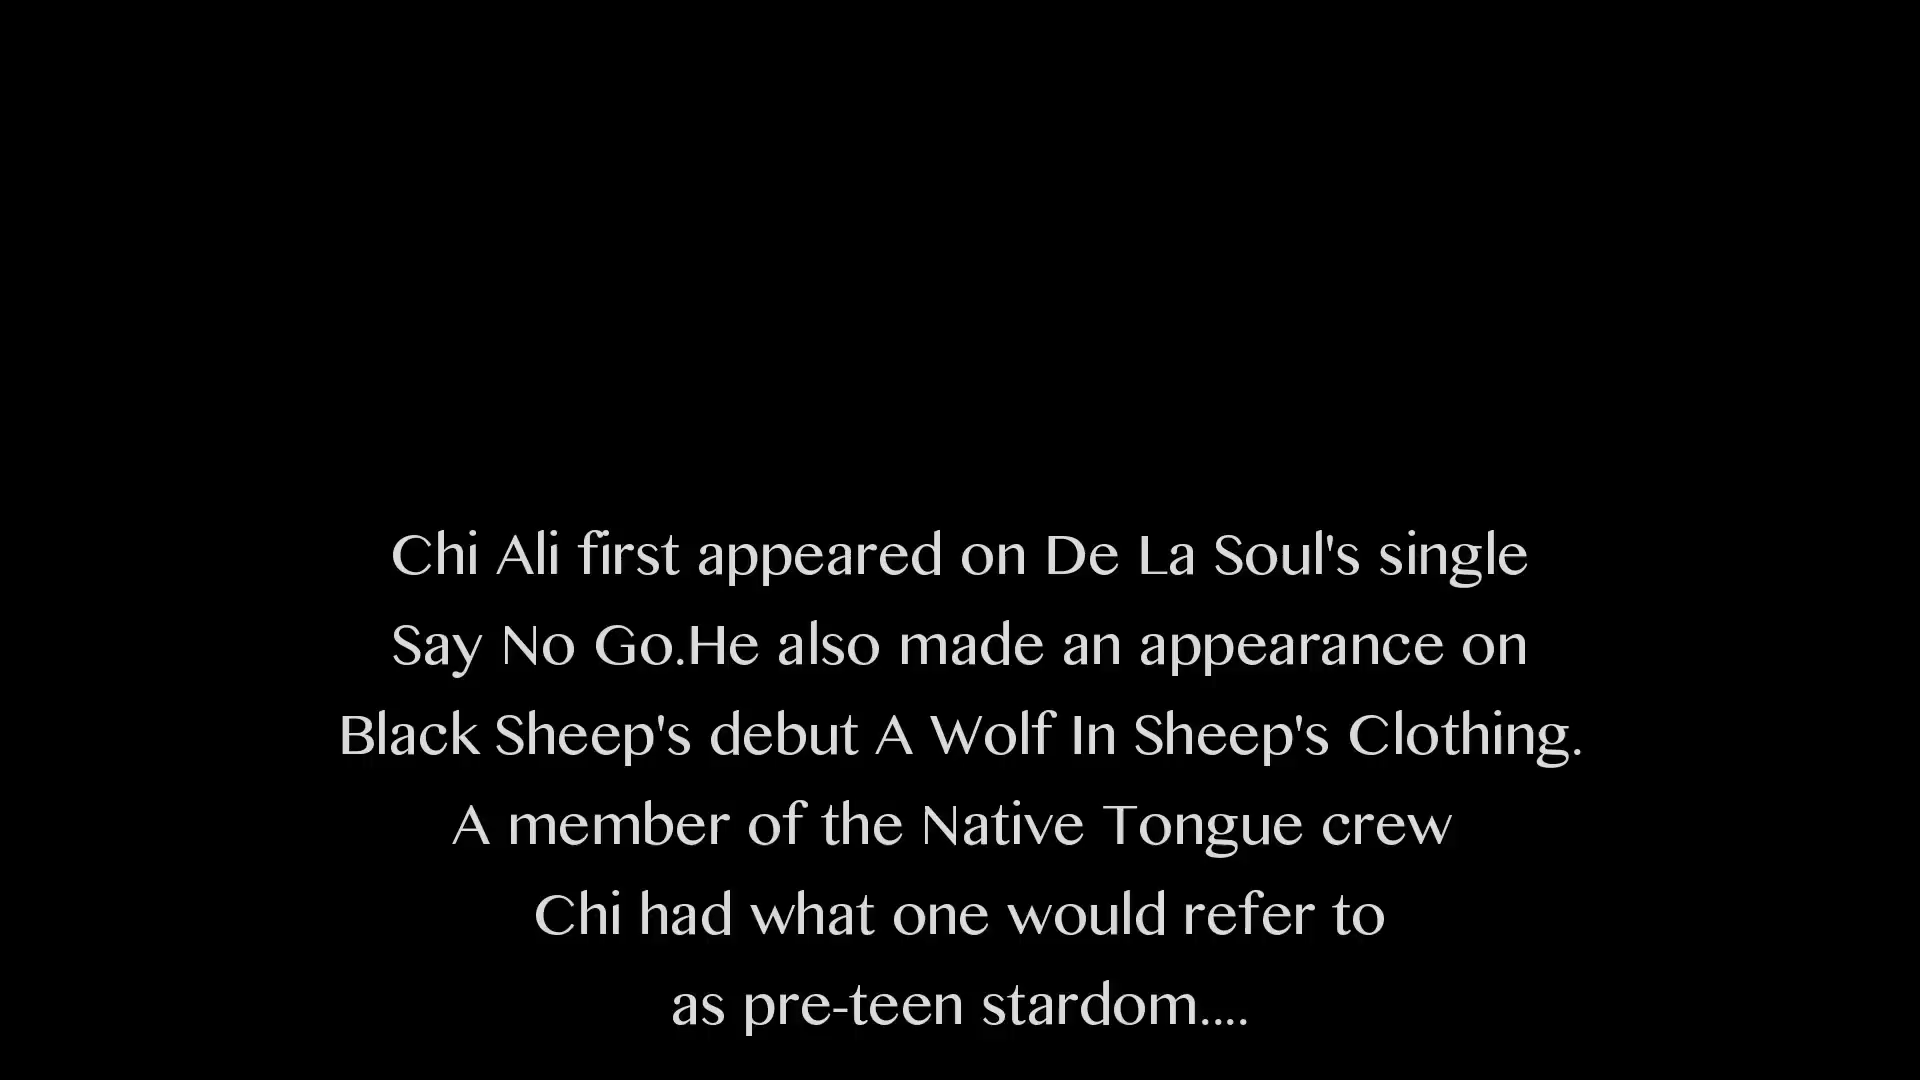 Chi Ali first appeared on De La Soul's single
Say No Go.He also made an appearance on
Black Sheep's debut A Wolf In Sheep's Clothing.
A member of the Native Tongue crew
Chi had what one would refer to
as pre-teen stardom....